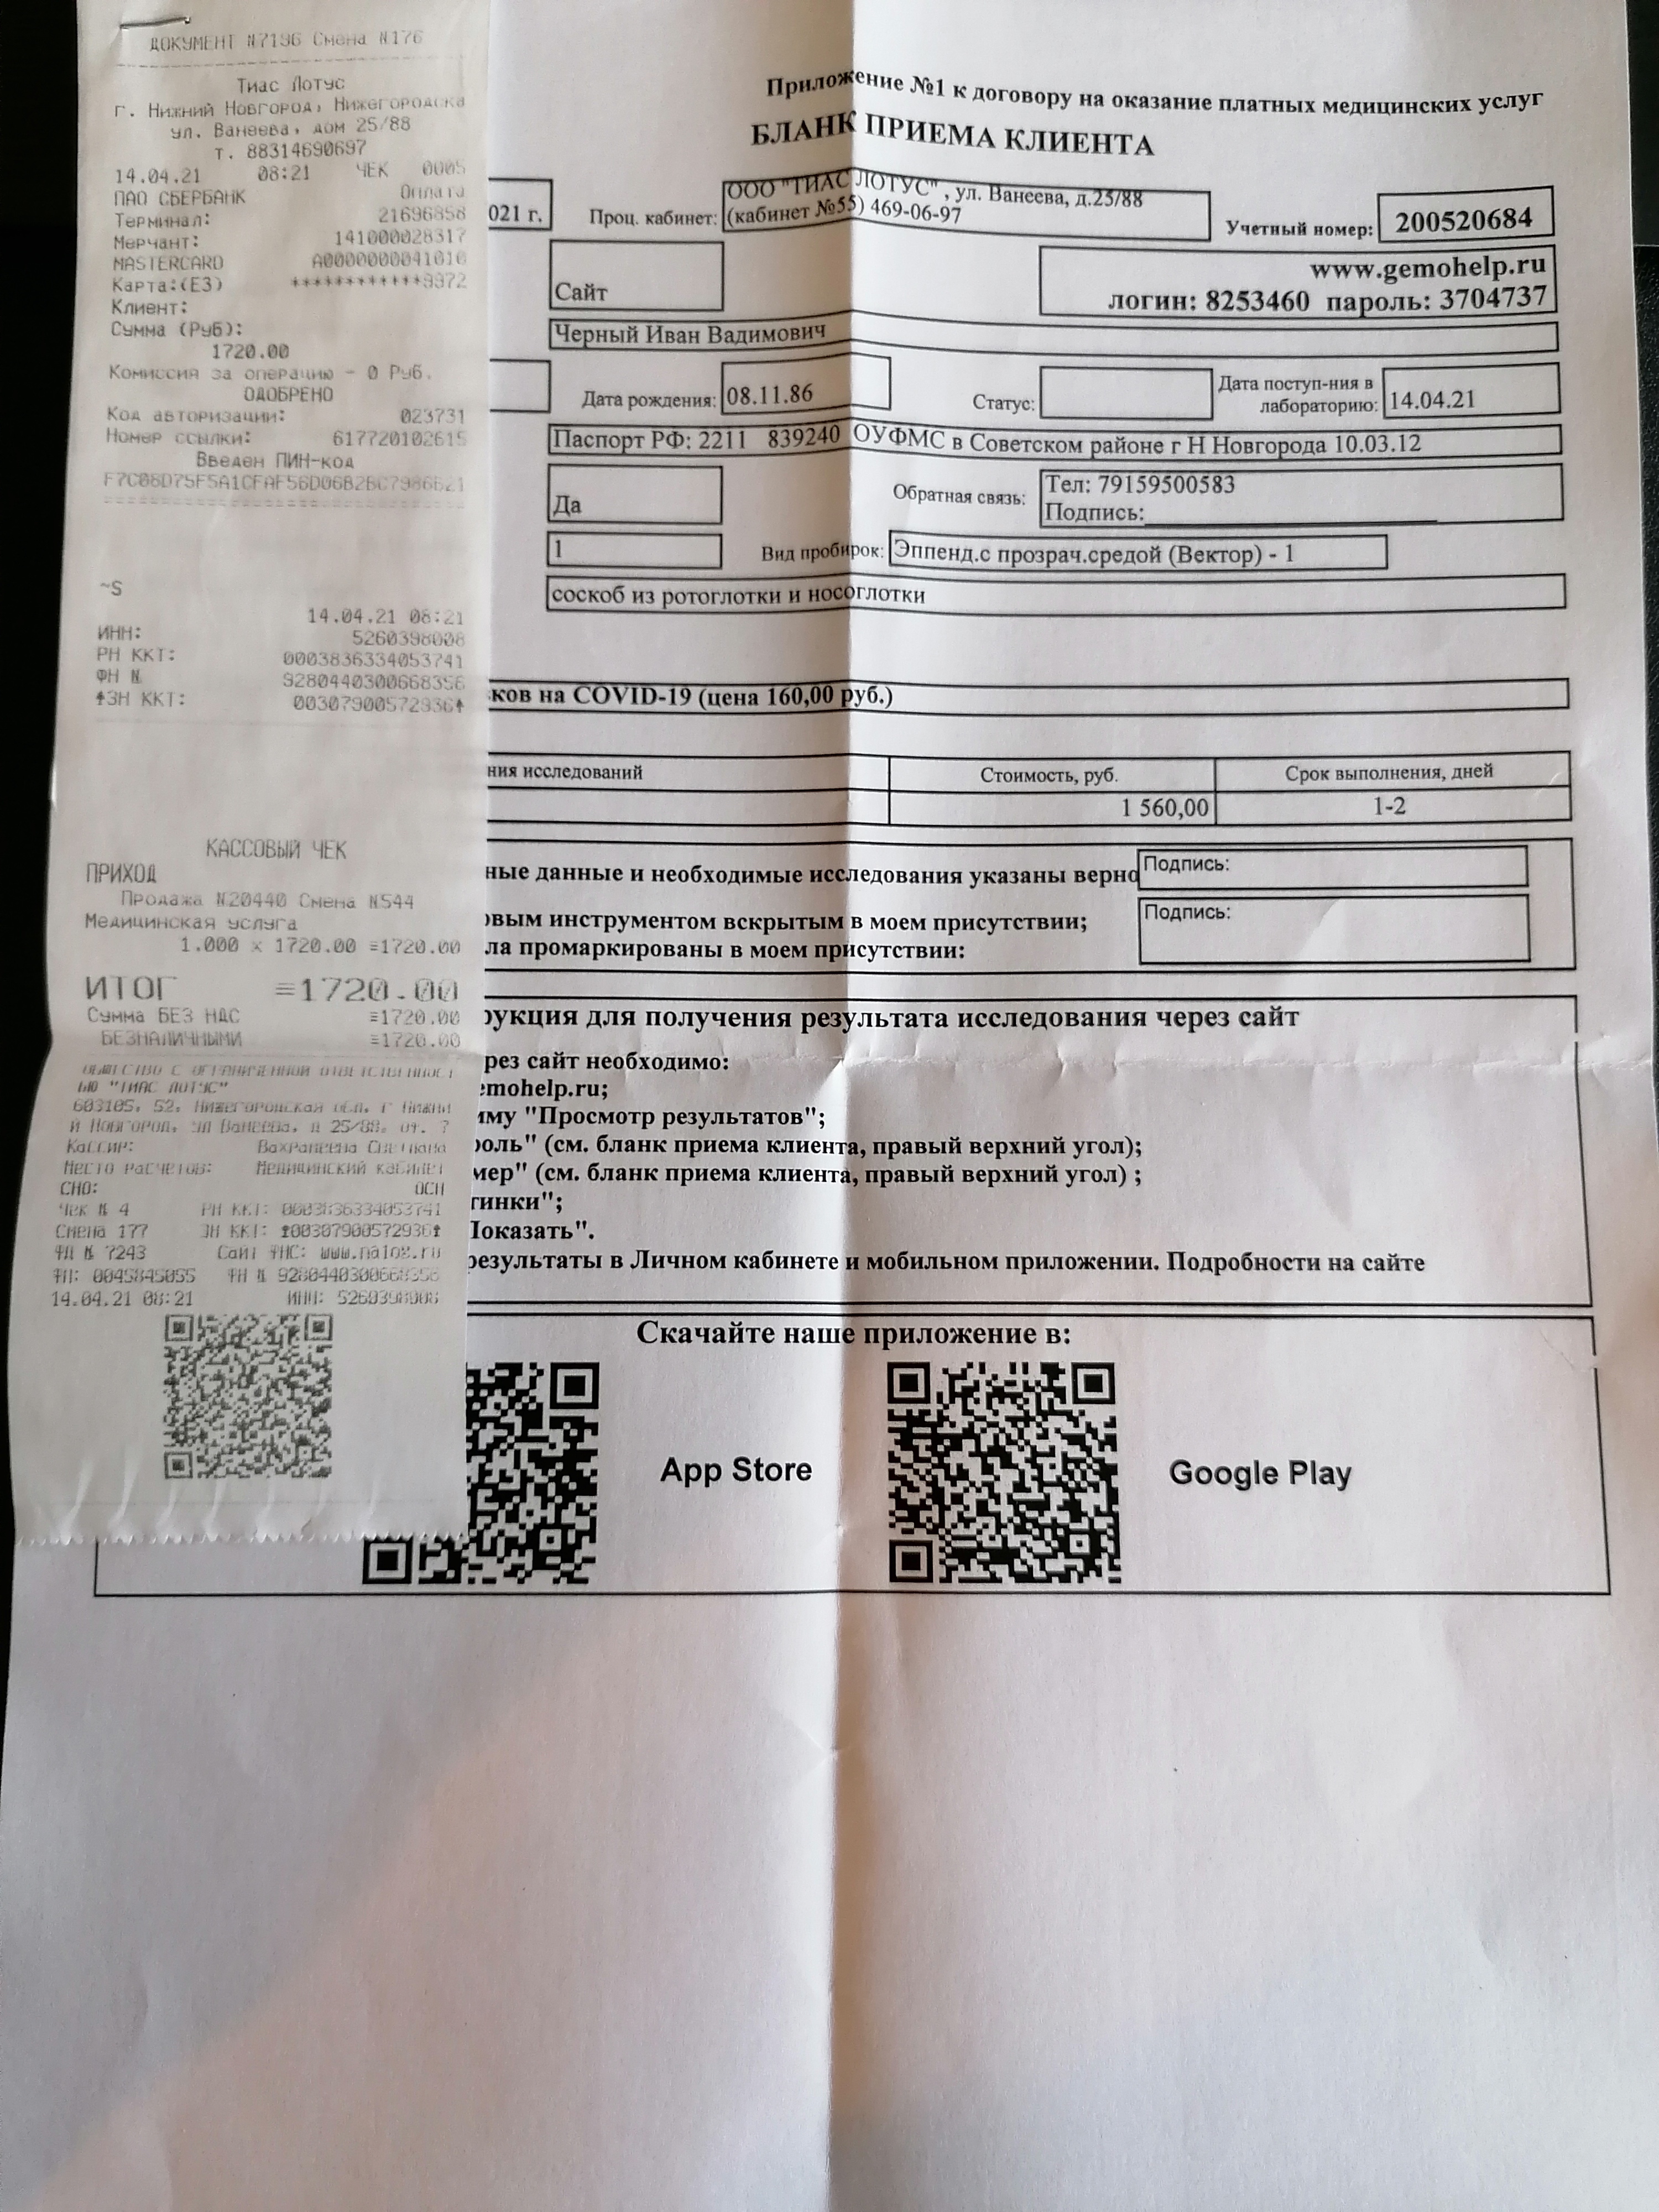 ДОКУМЕНТ №7196 Смена №176
Тиас Лотус
г. Нижний Новгород, Нижегородска
ул. Ванеева, дом 25/88
т. 88314690697
14.04.21 08:21 ЧЕК 0005
ПАО СБЕРБАНК Оплата
Терминал: 21696858
Мерчант: 141000028317
MASTERCARD A0000000041010
Карта:(E3) ************9972
Клиент:
Сумма (Руб):
1720.00
Комиссия за операцию - 0 Руб.
ОДОБРЕНО
Код авторизации: 023731
Номер ссылки: 617720102615
Введен ПИН-код
~S
14.04.21 08:21
ИНН: 5260398008
РН ККТ: 0003836334053741
ФН № 9280440300668356
ЗН ККТ: 00307900572936
КАССОВЫЙ ЧЕК
ПРИХОД
Продажа №20440 Смена №544
Медицинская услуга
1.000 x 1720.00 =1720.00
ИТОГ =1720.00
Сумма БЕЗ НДС =1720.00
БЕЗНАЛИЧНЫМИ =1720.00
ОБЩЕСТВО С ОГРАНИЧЕННОЙ ОТВЕТСТВЕННОСТ
ЬЮ "ТИАС ЛОТУС"
603105, 52, Нижегородская обл, г Нижни
й Новгород, ул Ванеева, д 25/88, от. 7
Кассир: Вахрамеева Светлана
Место расчетов: Медицинский кабинет
СНО: ОСН
Чек № 4 РН ККТ: 0003836334053741
Смена 177 ЗН ККТ: 00307900572936
ФД № 7243 Сайт ФНС: www.nalog.ru
ФП: 0045845055 ФН № 9280440300668356
14.04.21 08:21 ИНН: 5260398008
Приложение №1 к договору на оказание платных медицинских услуг
БЛАНК ПРИЕМА КЛИЕНТА
021 г. Проц. кабинет: ООО "ТИАС ЛОТУС" , ул. Ванеева, д.25/88
(кабинет №55) 469-06-97 Учетный номер: 200520684
Сайт
www.gemohelp.ru
логин: 8253460 пароль: 3704737
Черный Иван Вадимович
Дата рождения: 08.11.86 Статус: Дата поступ-ния в
лабораторию: 14.04.21
Паспорт РФ: 2211 839240 ОУФМС в Советском районе г Н Новгорода 10.03.12
Да Обратная связь: Тел: 79159500583
Подпись:
1 Вид пробирок: Эппенд.с прозрач.средой (Вектор) - 1
соскоб из ротоглотки и носоглотки
ков на COVID-19 (цена 160,00 руб.)
ния исследований Стоимость, руб. Срок выполнения, дней
1 560,00 1-2
ные данные и необходимые исследования указаны верно Подпись:
овым инструментом вскрытым в моем присутствии; Подпись:
ла промаркированы в моем присутствии:
рукция для получения результата исследования через сайт
рез сайт необходимо:
emohelp.ru;
мму "Просмотр результатов";
роль" (см. бланк приема клиента, правый верхний угол);
мер" (см. бланк приема клиента, правый верхний угол) ;
тинки";
Показать".
результаты в Личном кабинете и мобильном приложении. Подробности на сайте
Скачайте наше приложение в:
App Store
Google Play